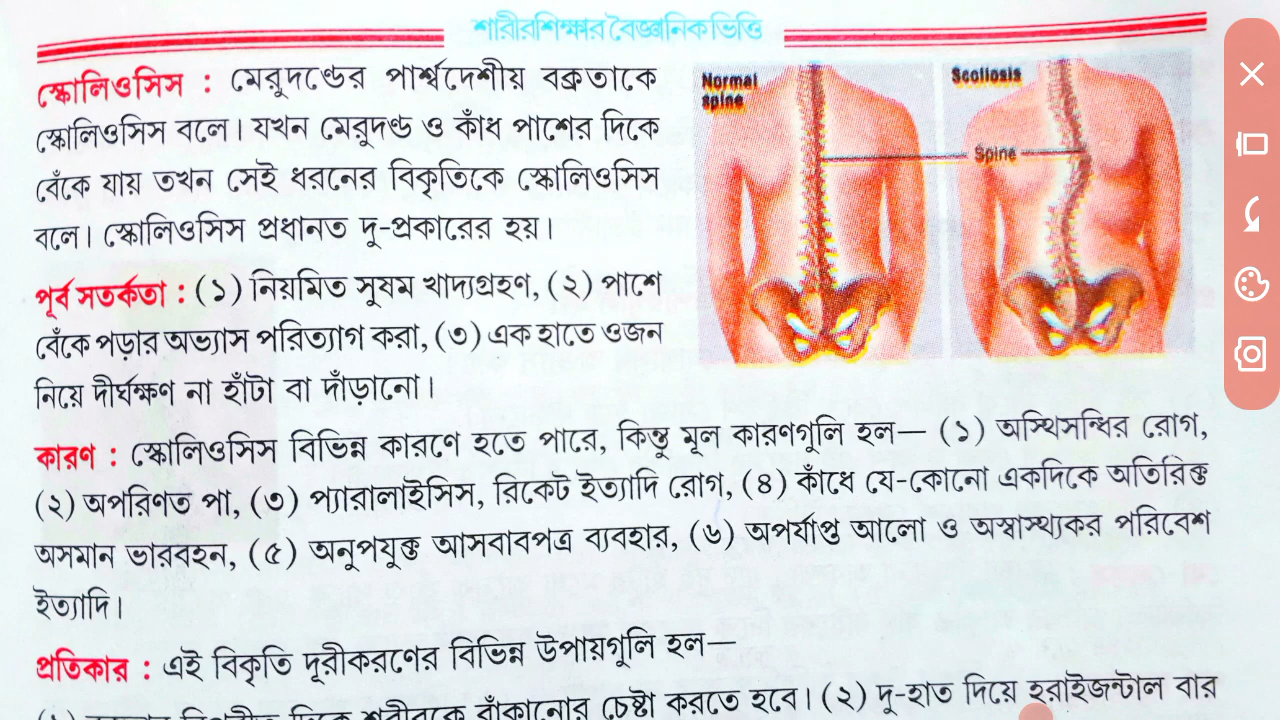 শারীরশিক্ষার বৈজ্ঞানিক ভিত্তি
স্কোলিওসিস : মেরুদণ্ডের পার্শ্বদেশীয় বক্রতাকে
স্কোলিওসিস বলে। যখন মেরুদণ্ড ও কাঁধ পাশের দিকে
বেঁকে যায় তখন সেই ধরনের বিকৃতিকে স্কোলিওসিস
বলে। স্কোলিওসিস প্রধানত দু-প্রকারের হয়।
পূর্ব সতর্কতা : (১) নিয়মিত সুষম খাদ্যগ্রহণ, (২) পাশে
বেঁকে পড়ার অভ্যাস পরিত্যাগ করা, (৩) এক হাতে ওজন
নিয়ে দীর্ঘক্ষণ না হাঁটা বা দাঁড়ানো।
Normal
spine
Scoliosis
Spine
কারণ : স্কোলিওসিস বিভিন্ন কারণে হতে পারে, কিন্তু মূল কারণগুলি হল— (১) অস্থিসন্ধির রোগ,
(২) অপরিণত পা, (৩) প্যারালাইসিস, রিকেট ইত্যাদি রোগ, (৪) কাঁধে যে-কোনো একদিকে অতিরিক্ত
অসমান ভারবহন, (৫) অনুপযুক্ত আসবাবপত্র ব্যবহার, (৬) অপর্যাপ্ত আলো ও অস্বাস্থ্যকর পরিবেশ
ইত্যাদি।
প্রতিকার : এই বিকৃতি দূরীকরণের বিভিন্ন উপায়গুলি হল—
দিকে শরীরকে বাঁকানোর চেষ্টা করতে হবে। (২) দু-হাত দিয়ে হরাইজন্টাল বার